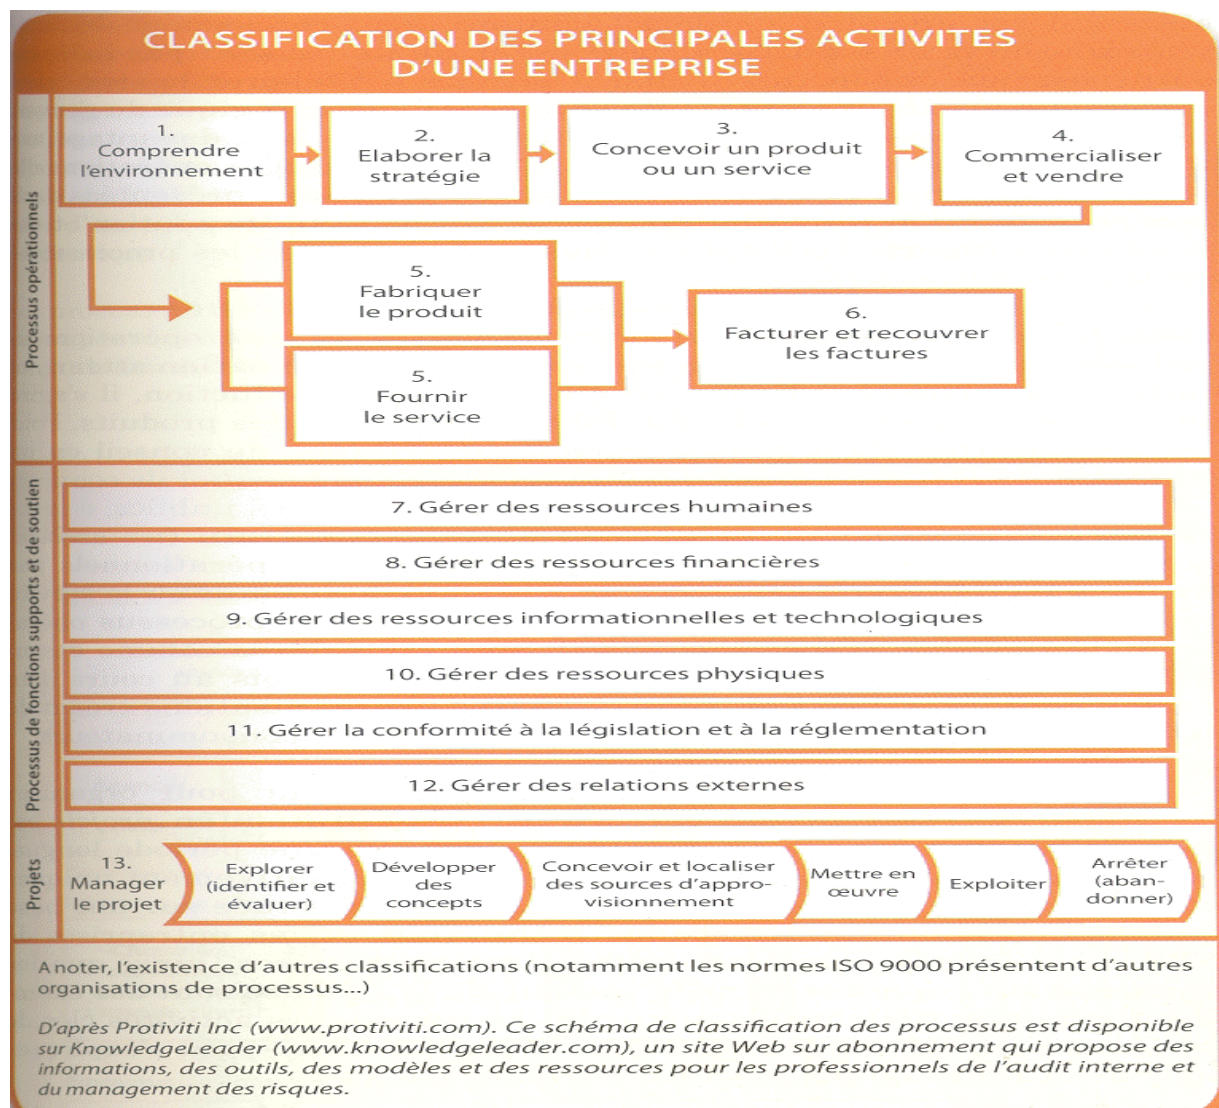 CLASSIFICATION DES PRINCIPALES ACTIVITES
D'UNE ENTREPRISE
Processus opérationnels
1.
Comprendre
l'environnement
2.
Elaborer la
stratégie
3.
Concevoir un produit
ou un service
4.
Commercialiser
et vendre
5.
Fabriquer
le produit
5.
Fournir
le service
6.
Facturer et recouvrer
les factures
Processus de fonctions supports et de soutien
7. Gérer des ressources humaines
8. Gérer des ressources financières
9. Gérer des ressources informationnelles et technologiques
10. Gérer des ressources physiques
11. Gérer la conformité à la législation et à la réglementation
12. Gérer des relations externes
Projets
13.
Manager
le projet
Explorer
(identifier et
évaluer)
Développer
des
concepts
Concevoir et localiser
des sources d'appro-
visionnement
Mettre en
œuvre
Exploiter
Arrêter
(aban-
donner)
A noter, l'existence d'autres classifications (notamment les normes ISO 9000 présentent d'autres
organisations de processus...)
D'après Protiviti Inc (www.protiviti.com). Ce schéma de classification des processus est disponible
sur KnowledgeLeader (www.knowledgeleader.com), un site Web sur abonnement qui propose des
informations, des outils, des modèles et des ressources pour les professionnels de l'audit interne et
du management des risques.